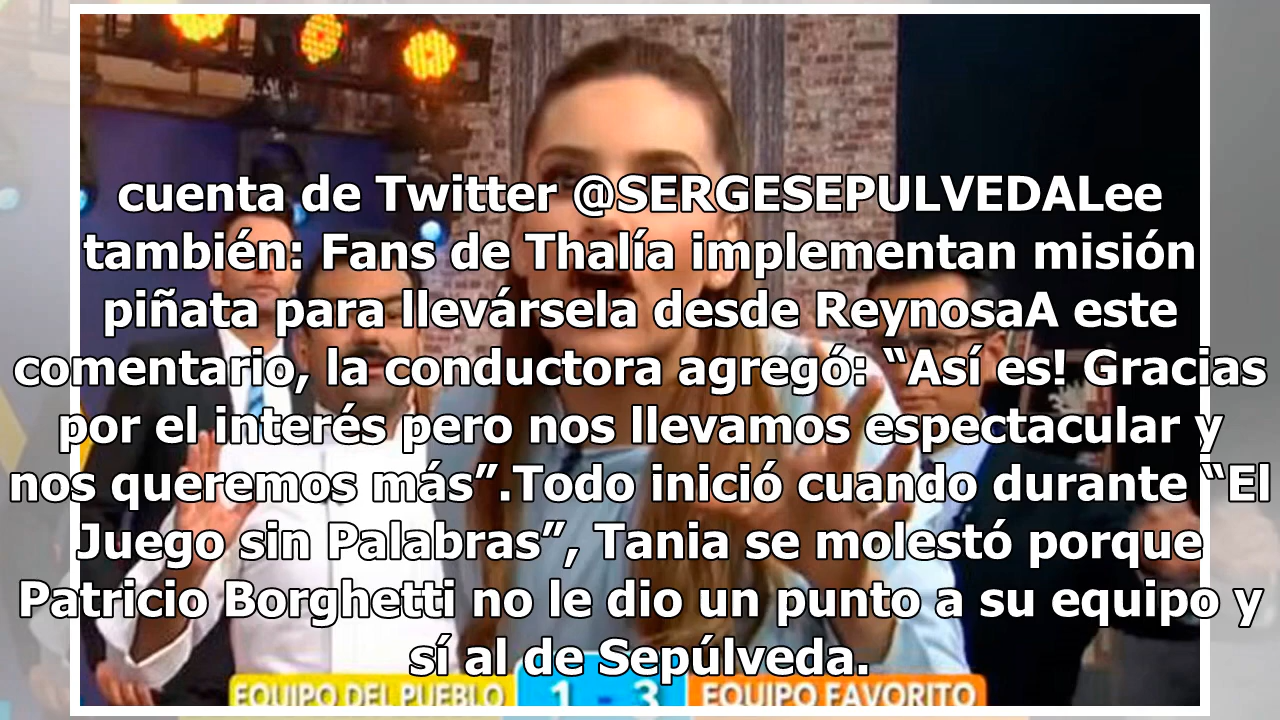 cuenta de Twitter @SERGESEPULVEDALee
también: Fans de Thalía implementan misión
piñata para llevársela desde ReynosaA este
comentario, la conductora agregó: “Así es! Gracias
por el interés pero nos llevamos espectacular y
nos queremos más”.Todo inició cuando durante “El
Juego sin Palabras”, Tania se molestó porque
Patricio Borghetti no le dio un punto a su equipo y
sí al de Sepúlveda.
EQUIPO DEL PUEBLO 1 - 3 EQUIPO FAVORITO